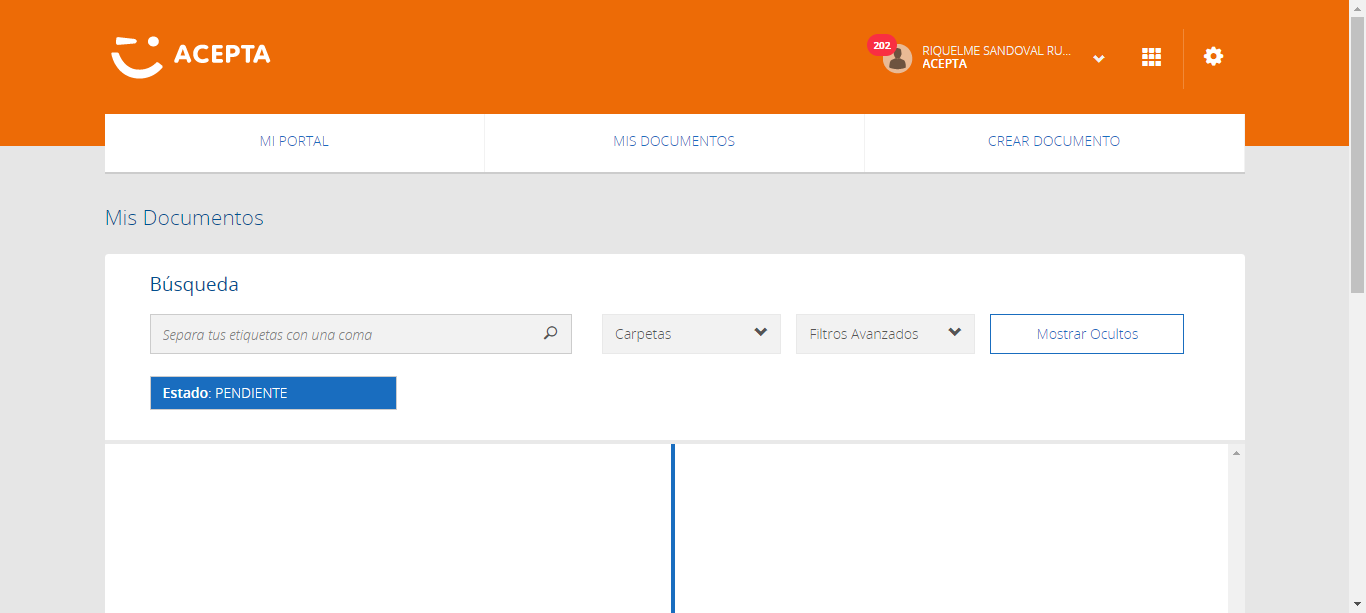 ACEPTA
202
RIQUELME SANDOVAL RU...
ACEPTA
MI PORTAL
MIS DOCUMENTOS
CREAR DOCUMENTO
Mis Documentos
Búsqueda
Separa tus etiquetas con una coma
Carpetas
Filtros Avanzados
Mostrar Ocultos
Estado: PENDIENTE